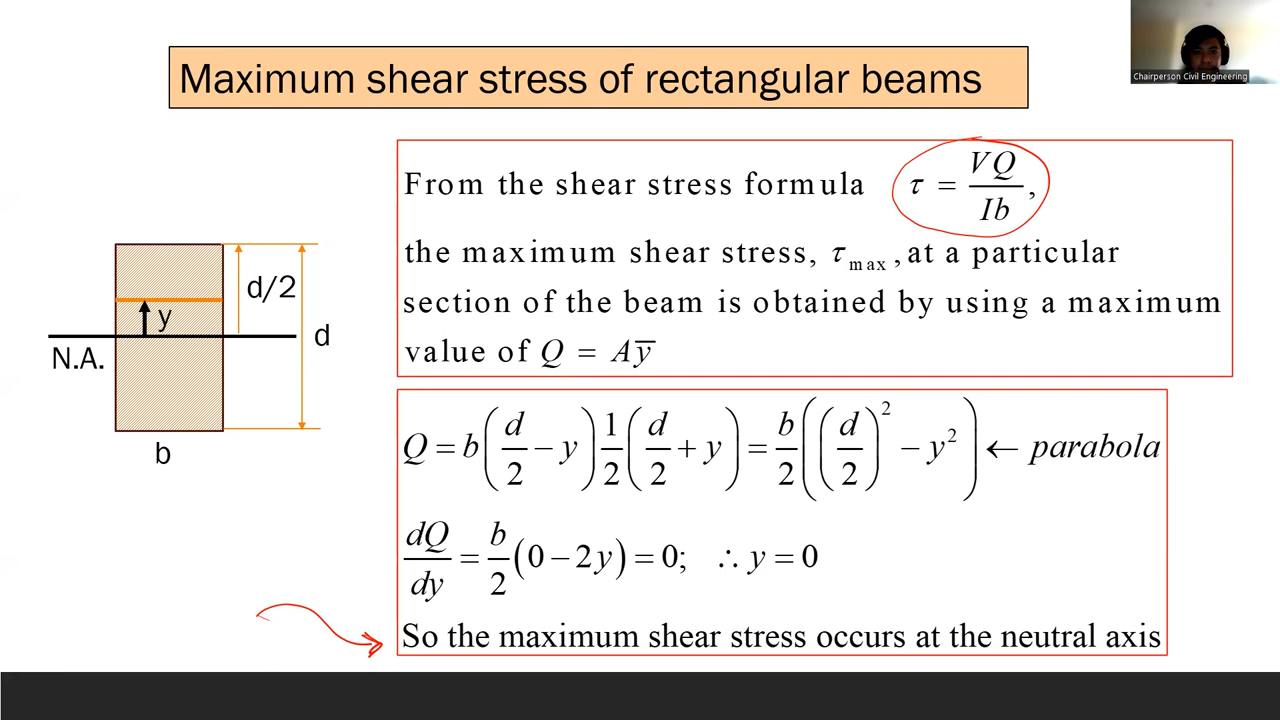 Chairperson Civil Engineering
Maximum shear stress of rectangular beams
From the shear stress formula τ = VQ/Ib,
the maximum shear stress, τ_max, at a particular
section of the beam is obtained by using a maximum
value of Q = Aȳ
d/2
y
d
N.A.
b
Q = b(d/2 − y)1/2(d/2 + y) = b/2((d/2)² − y²) ← parabola
dQ/dy = b/2(0 − 2y) = 0; ∴ y = 0
So the maximum shear stress occurs at the neutral axis